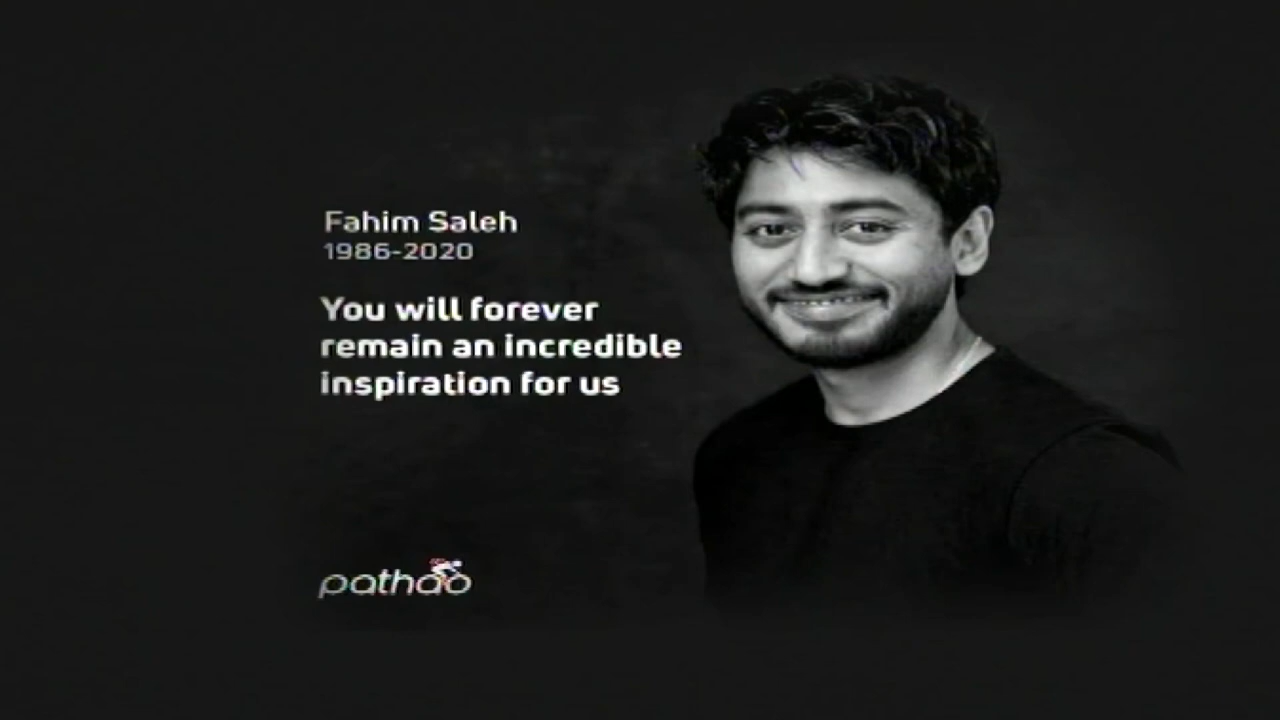 Fahim Saleh
1986-2020
You will forever
remain an incredible
inspiration for us
pathao